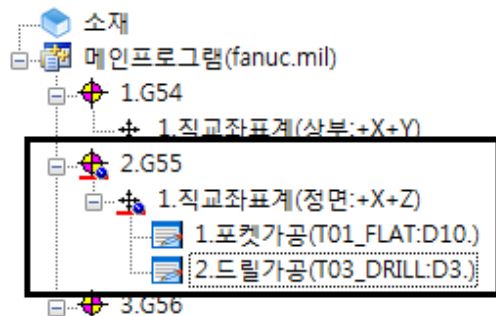 소재
메인프로그램(fanuc.mil)
1.G54
1.직교좌표계(상부:+X+Y)
2.G55
1.직교좌표계(정면:+X+Z)
1.포켓가공(T01_FLAT:D10.)
2.드릴가공(T03_DRILL:D3.)
3.G56